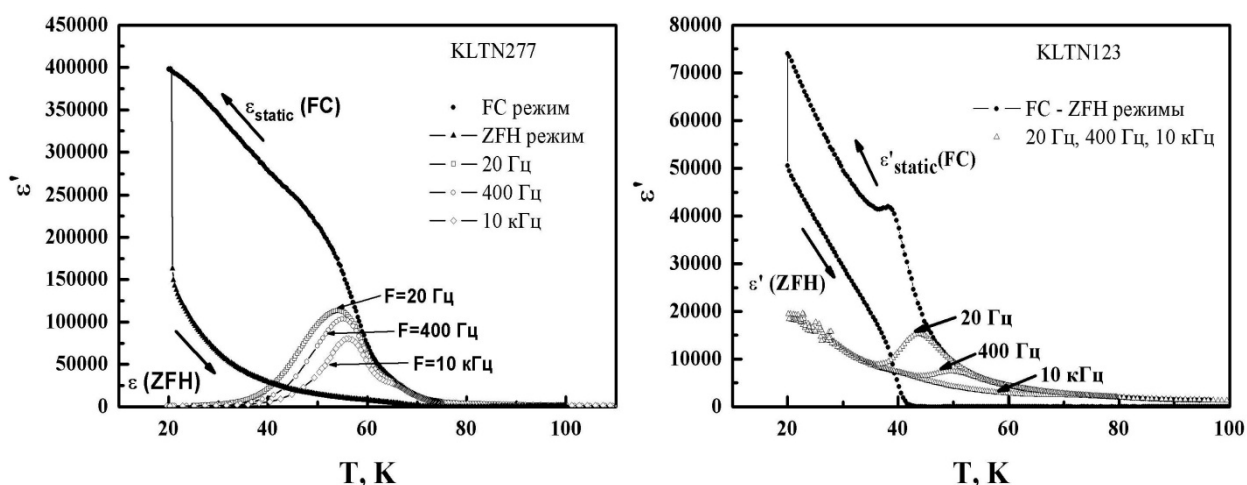 KLTN277
450000
400000
350000
300000
250000
200000
150000
100000
50000
0
ε'
ε_static (FC)
FC режим
ZFH режим
20 Гц
400 Гц
10 кГц
F=20 Гц
F=400 Гц
F=10 кГц
ε (ZFH)
20 40 60 80 100
T, K
KLTN123
80000
70000
60000
50000
40000
30000
20000
10000
0
ε'
FC - ZFH режимы
20 Гц, 400 Гц, 10 кГц
ε'_static(FC)
ε' (ZFH)
20 Гц
400 Гц
10 кГц
20 40 60 80 100
T, K